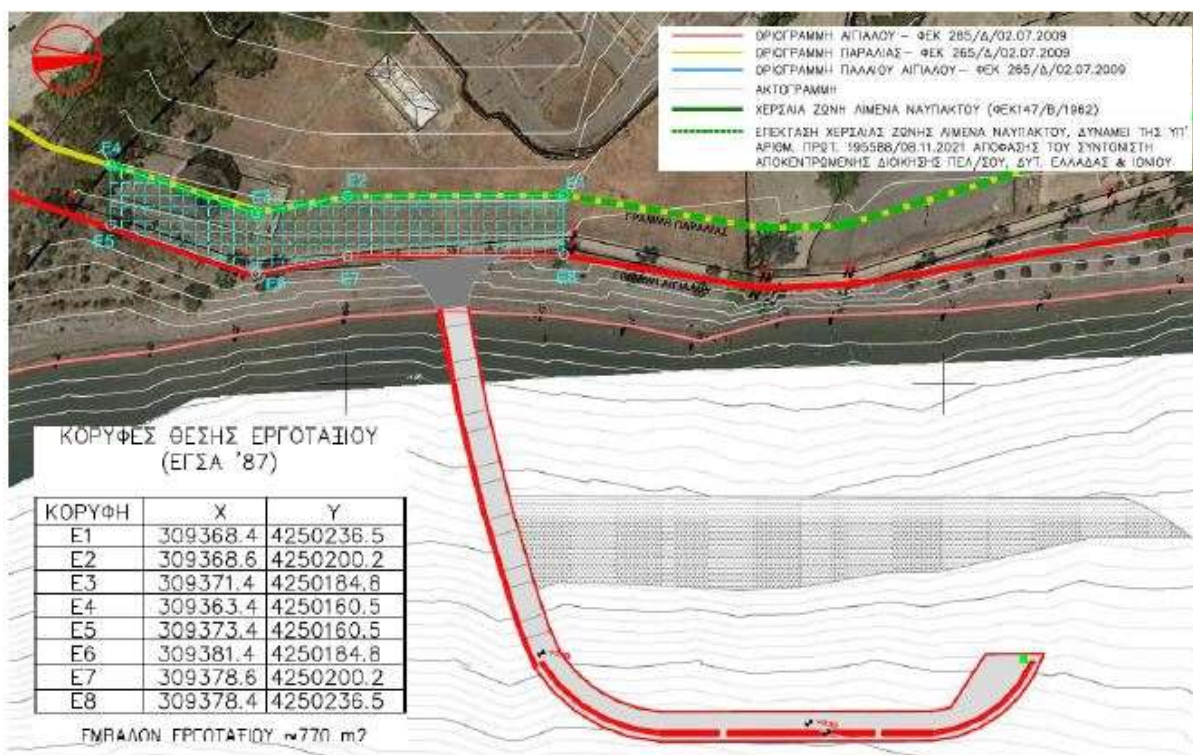 ΟΡΙΟΓΡΑΜΜΗ ΑΙΓΙΑΛΟΥ – ΦΕΚ 265/Δ/02.07.2009
ΟΡΙΟΓΡΑΜΜΗ ΠΑΡΑΛΙΑΣ– ΦΕΚ 265/Δ/02.07.2009
ΟΡΙΟΓΡΑΜΜΗ ΠΑΛΑΙΟΥ ΑΙΓΙΑΛΟΥ – ΦΕΚ 265/Δ/02.07.2009
ΑΚΤΟΓΡΑΜΜΗ
ΧΕΡΣΑΙΑ ΖΩΝΗ ΛΙΜΕΝΑ ΝΑΥΠΑΚΤΟΥ (ΦΕΚ147/Β/1962)
ΕΠΕΚΤΑΣΗ ΧΕΡΣΑΙΑΣ ΖΩΝΗΣ ΛΙΜΕΝΑ ΝΑΥΠΑΚΤΟΥ, ΔΥΝΑΜΕΙ ΤΗΣ ΥΠ'
ΑΡΙΘΜ. ΠΡΩΤ. 195588/08.11.2021 ΑΠΟΦΑΣΗΣ ΤΟΥ ΣΥΝΤΟΝΙΣΤΗ
ΑΠΟΚΕΝΤΡΩΜΕΝΗΣ ΔΙΟΙΚΗΣΗΣ ΠΕΛ/ΣΟΥ, ΔΥΤ. ΕΛΛΑΔΑΣ & ΙΟΝΙΟΥ
E4
E3
E2
E1
ΓΡΑΜΜΗ ΠΑΡΑΛΙΑΣ
E5
E6
E7
E8
ΓΡΑΜΜΗ ΑΙΓΙΑΛΟΥ
ΚΟΡΥΦΕΣ ΘΕΣΗΣ ΕΡΓΟΤΑΞΙΟΥ
(ΕΓΣΑ '87)
ΚΟΡΥΦΗ X Y
E1 309368.4 4250236.5
E2 309368.6 4250200.2
E3 309371.4 4250184.8
E4 309363.4 4250160.5
E5 309373.4 4250160.5
E6 309381.4 4250184.8
E7 309378.6 4250200.2
E8 309378.4 4250236.5
ΕΜΒΑΔΟΝ ΕΡΓΟΤΑΞΙΟΥ ~770 m2